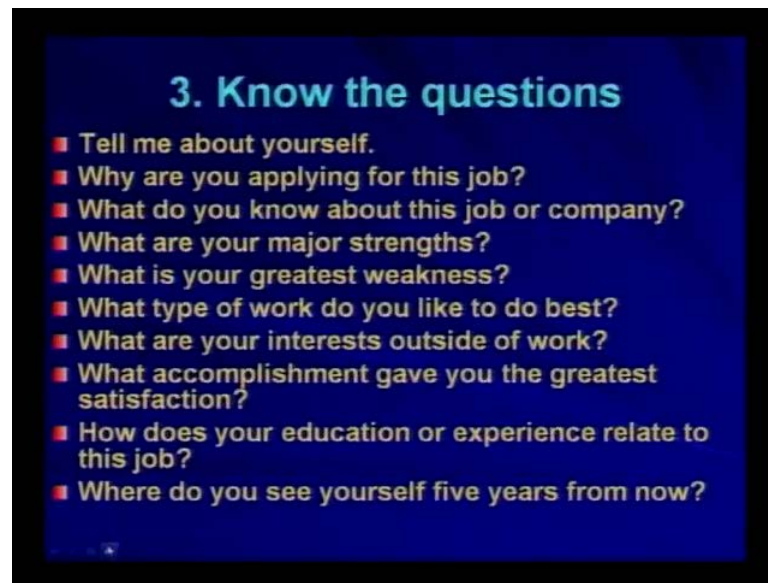 3. Know the questions
Tell me about yourself.
Why are you applying for this job?
What do you know about this job or company?
What are your major strengths?
What is your greatest weakness?
What type of work do you like to do best?
What are your interests outside of work?
What accomplishment gave you the greatest
satisfaction?
How does your education or experience relate to
this job?
Where do you see yourself five years from now?